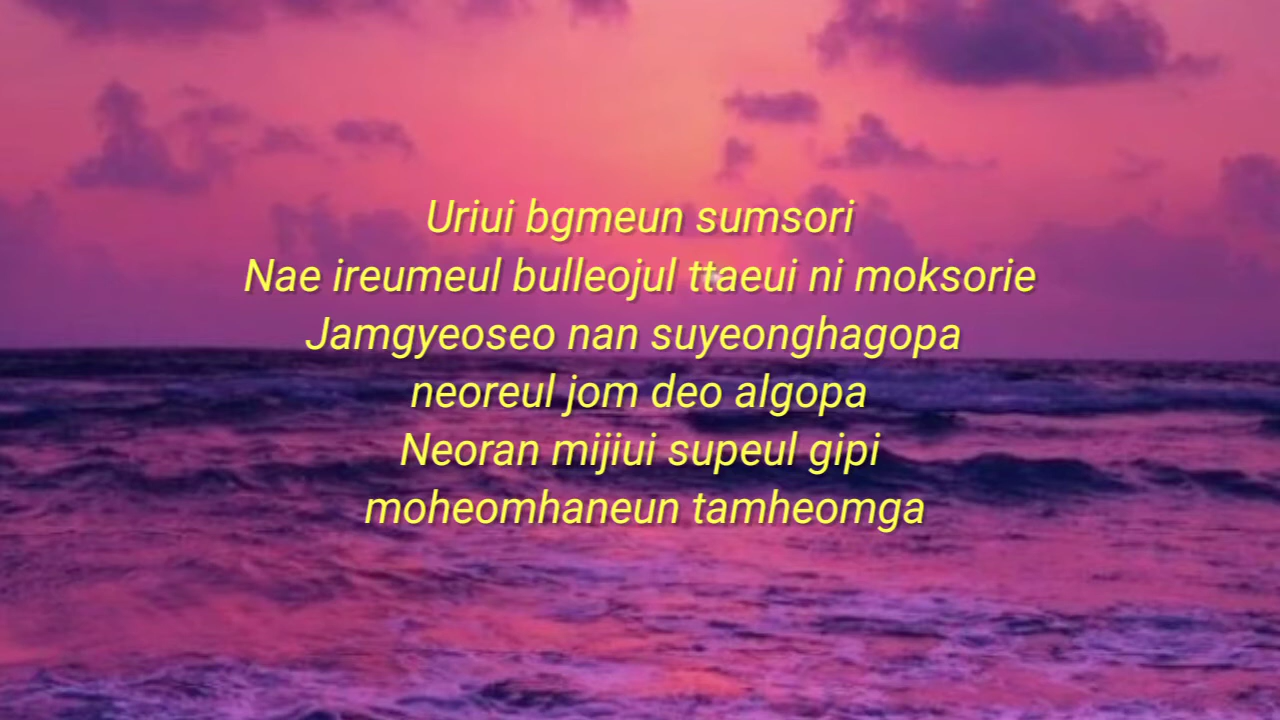 Uriui bgmeun sumsori
Nae ireumeul bulleojul ttaeui ni moksorie
Jamgyeoseo nan suyeonghagopa
neoreul jom deo algopa
Neoran mijiui supeul gipi
moheomhaneun tamheomga